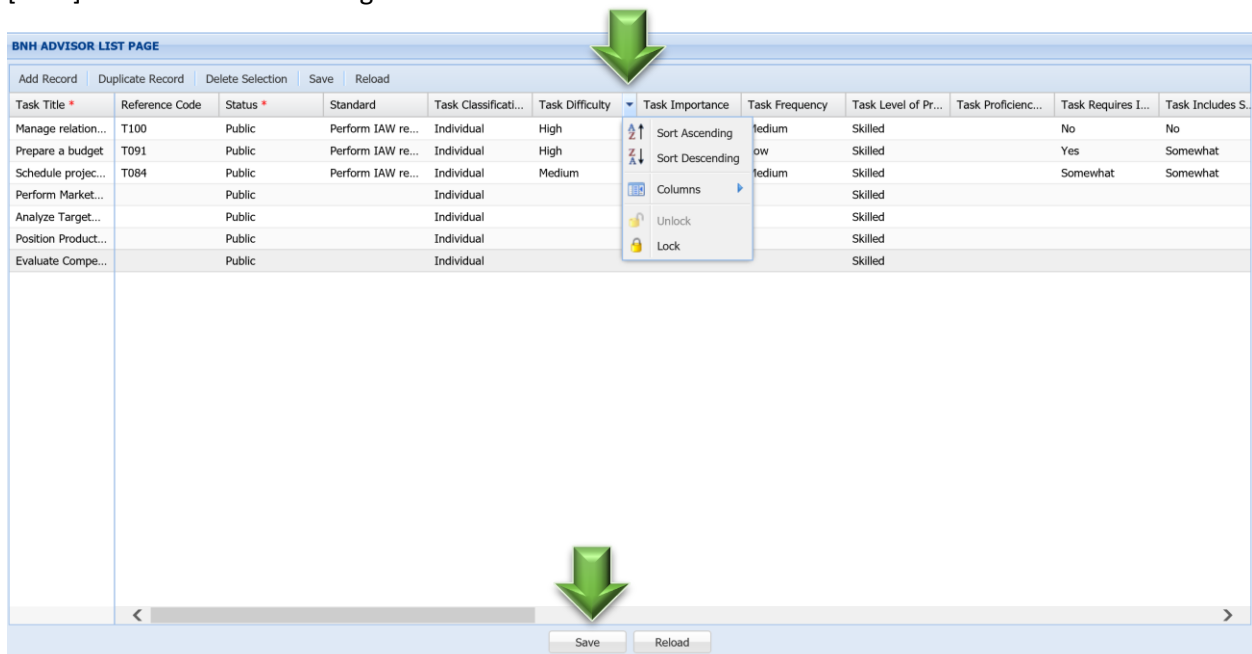 BNH ADVISOR LIST PAGE
Add Record Duplicate Record Delete Selection Save Reload
Task Title * Reference Code Status * Standard Task Classificati... Task Difficulty Task Importance Task Frequency Task Level of Pr... Task Proficienc... Task Requires I... Task Includes S...
Manage relation... T100 Public Perform IAW re... Individual High Medium Skilled No No
Prepare a budget T091 Public Perform IAW re... Individual High Skilled Yes Somewhat
Schedule projec... T084 Public Perform IAW re... Individual Medium Medium Skilled Somewhat Somewhat
Perform Market... Public Individual Skilled
Analyze Target... Public Individual Skilled
Position Product... Public Individual Skilled
Evaluate Compe... Public Individual Skilled
Sort Ascending
Sort Descending
Columns
Unlock
Lock
Save Reload